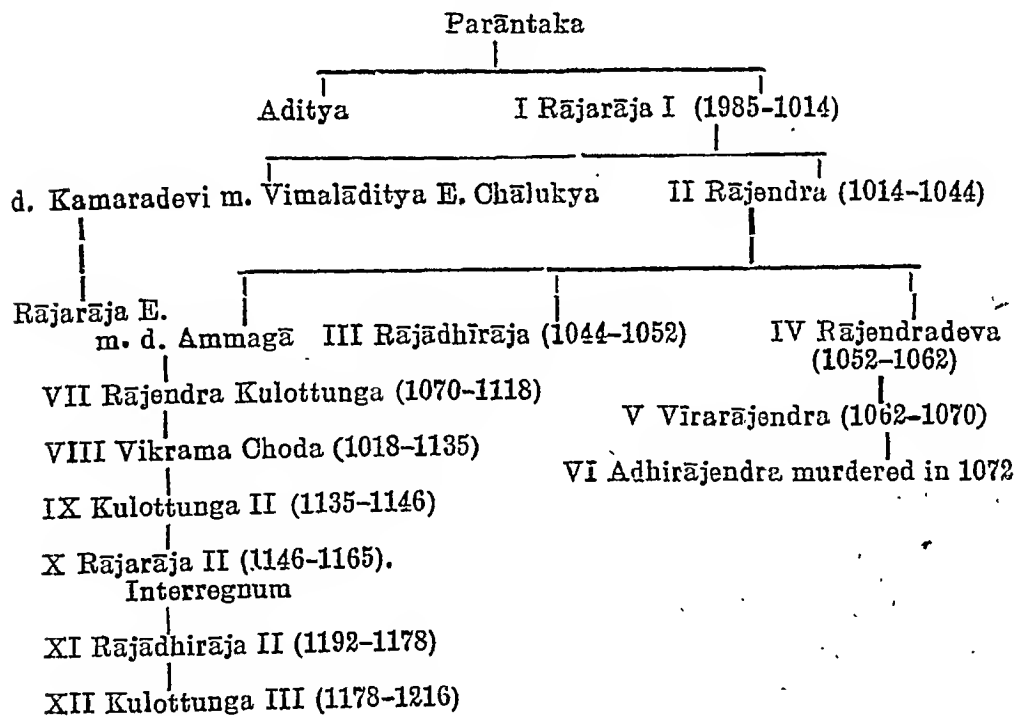 Parāntaka
Aditya I Rājarāja I (1985-1014)
d. Kamaradevi m. Vimalāditya E. Chālukya II Rājendra (1014-1044)
Rājarāja E.
m. d. Ammagā III Rājādhīrāja (1044-1052) IV Rājendradeva
(1052-1062)
VII Rājendra Kulottunga (1070-1118)
V Vīrarājendra (1062-1070)
VIII Vikrama Choda (1018-1135)
VI Adhirājendra murdered in 1072
IX Kulottunga II (1135-1146)
X Rājarāja II (1146-1165).
Interregnum
XI Rājādhirāja II (1192-1178)
XII Kulottunga III (1178-1216)